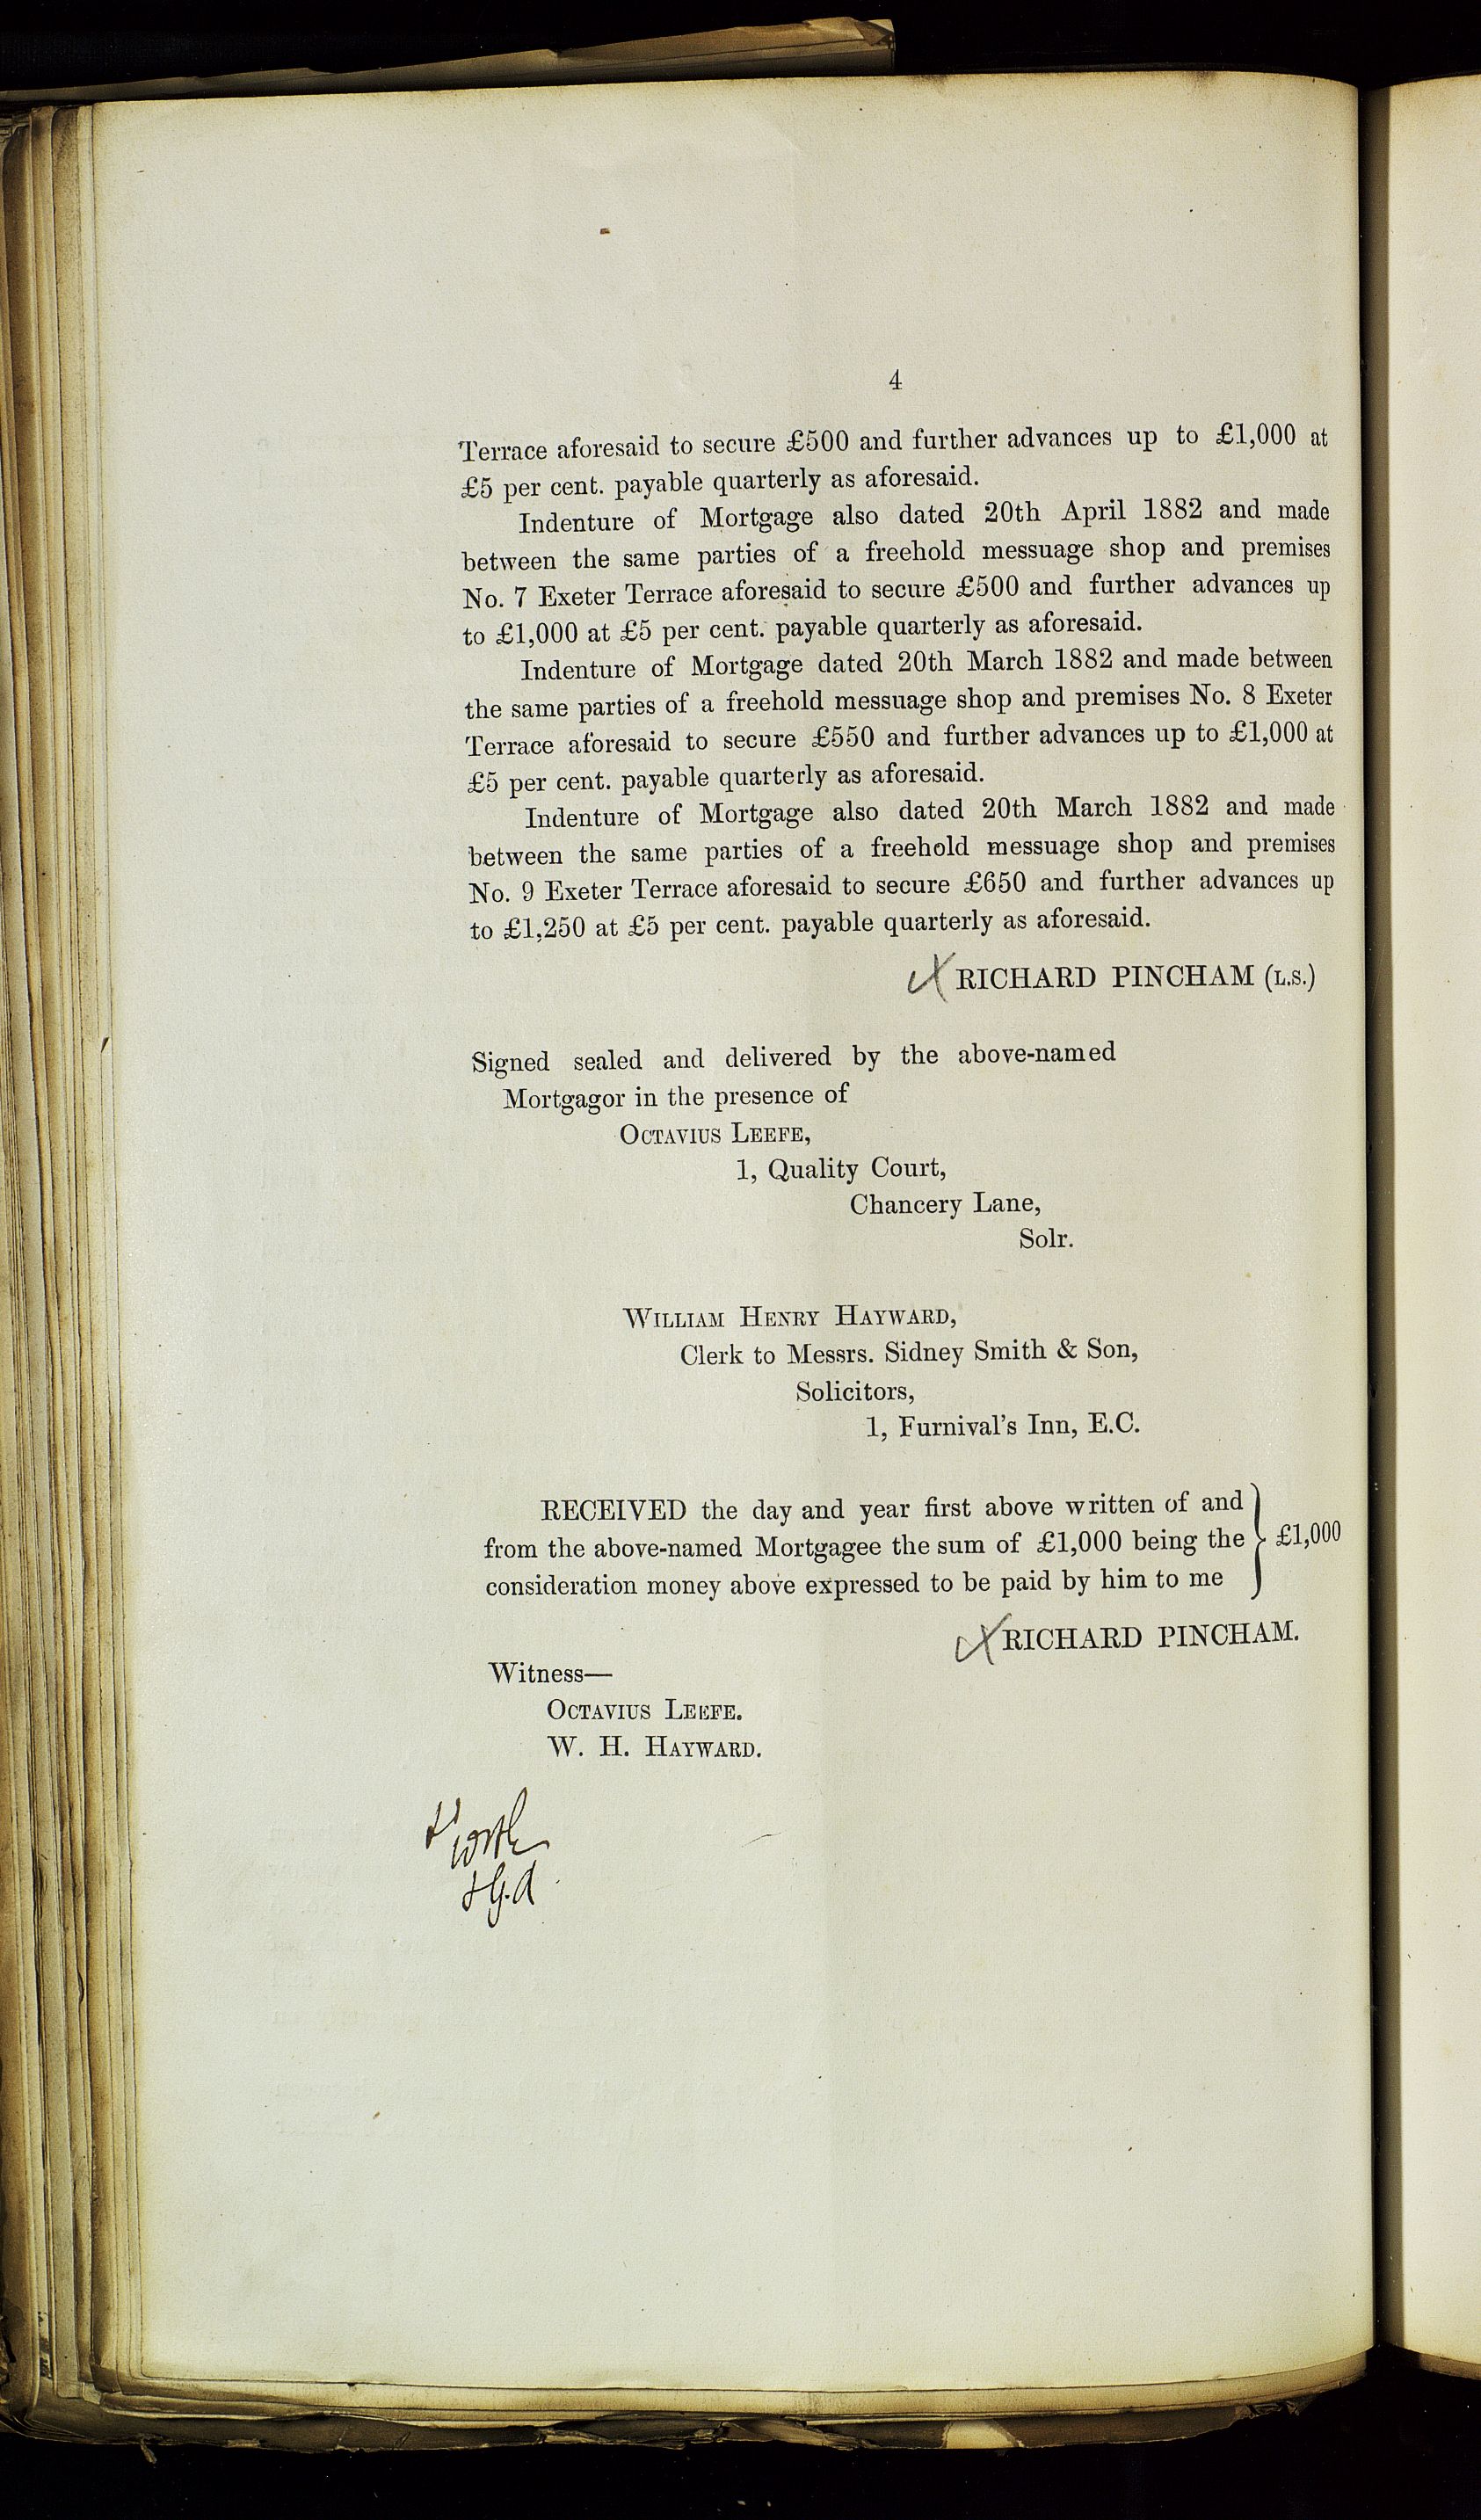 4
Terrace aforesaid to secure £500 and further advances up to £1,000 at
£5 per cent. payable quarterly as aforesaid.
Indenture of Mortgage also dated 20th April 1882 and made
between the same parties of a freehold messuage shop and premises
No. 7 Exeter Terrace aforesaid to secure £500 and further advances up
to £1,000 at £5 per cent. payable quarterly as aforesaid.
Indenture of Mortgage dated 20th March 1882 and made between
the same parties of a freehold messuage shop and premises No. 8 Exeter
Terrace aforesaid to secure £550 and further advances up to £1,000 at
£5 per cent. payable quarterly as aforesaid.
Indenture of Mortgage also dated 20th March 1882 and made
between the same parties of a freehold messuage shop and premises
No. 9 Exeter Terrace aforesaid to secure £650 and further advances up
to £1,250 at £5 per cent. payable quarterly as aforesaid.
RICHARD PINCHAM (L.S.)
Signed sealed and delivered by the above-named
Mortgagor in the presence of
OCTAVIUS LEEFE,
1, Quality Court,
Chancery Lane,
Solr.
WILLIAM HENRY HAYWARD,
Clerk to Messrs. Sidney Smith & Son,
Solicitors,
1, Furnival's Inn, E.C.
RECEIVED the day and year first above written of and
from the above-named Mortgagee the sum of £1,000 being the
consideration money above expressed to be paid by him to me
£1,000
RICHARD PINCHAM.
Witness—
OCTAVIUS LEEFE.
W. H. HAYWARD.